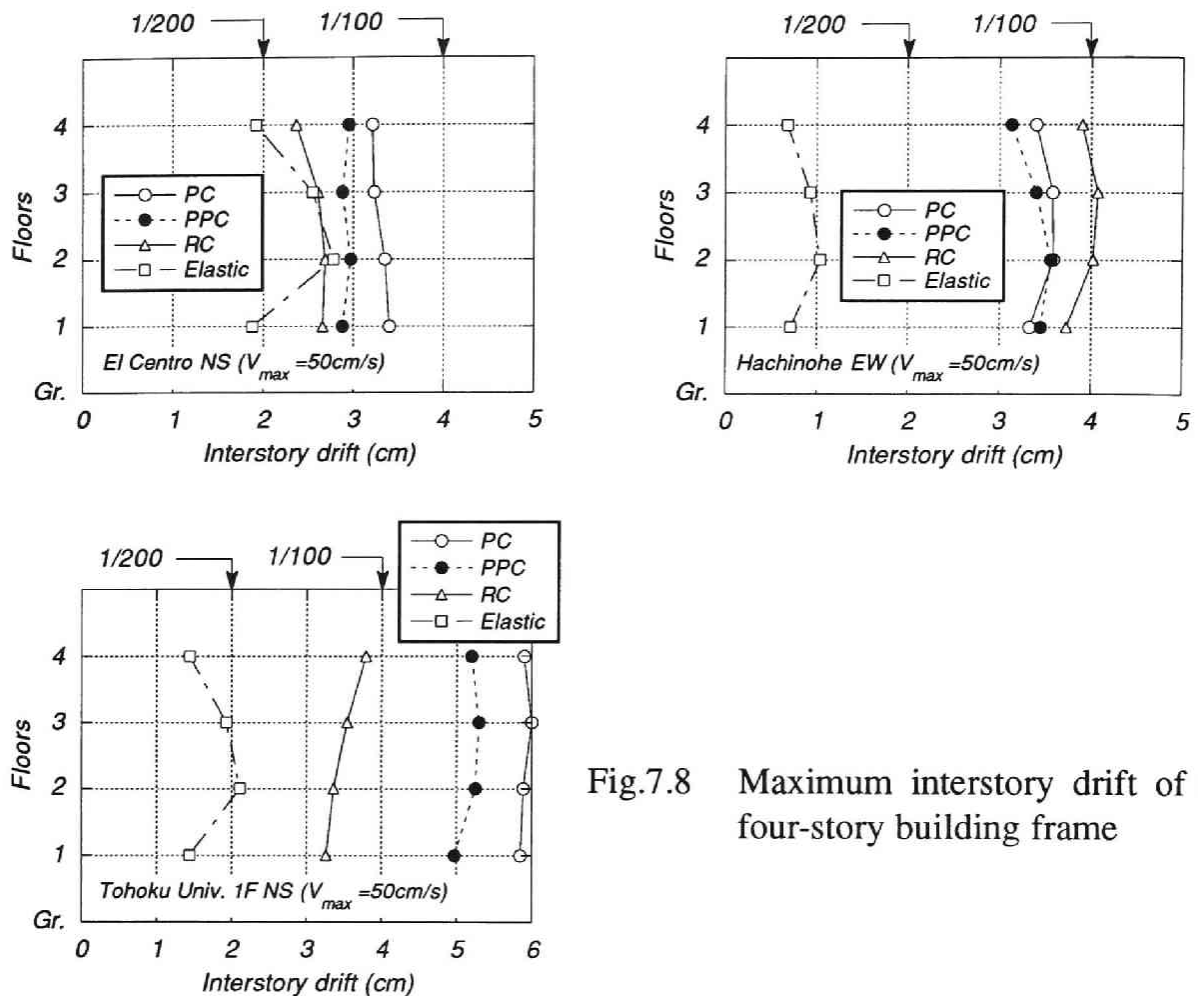 1/200
1/100
Floors
4
3
2
1
Gr.
PC
PPC
RC
Elastic
El Centro NS (Vmax =50cm/s)
0 1 2 3 4 5
Interstory drift (cm)
1/200
1/100
Floors
4
3
2
1
Gr.
PC
PPC
RC
Elastic
Hachinohe EW (Vmax =50cm/s)
0 1 2 3 4 5
Interstory drift (cm)
1/200
1/100
PC
PPC
RC
Elastic
Floors
4
3
2
1
Gr.
Tohoku Univ. 1F NS (Vmax =50cm/s)
0 1 2 3 4 5 6
Interstory drift (cm)
Fig.7.8 Maximum interstory drift of
four-story building frame